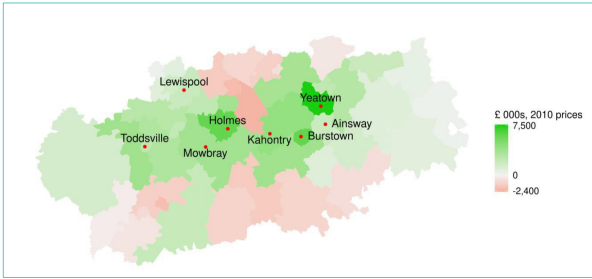 Lewispool
Yeatown
Holmes
Ainsway
Toddsville
Kahontry
Burstown
Mowbray
£ 000s, 2010 prices
7,500
0
-2,400